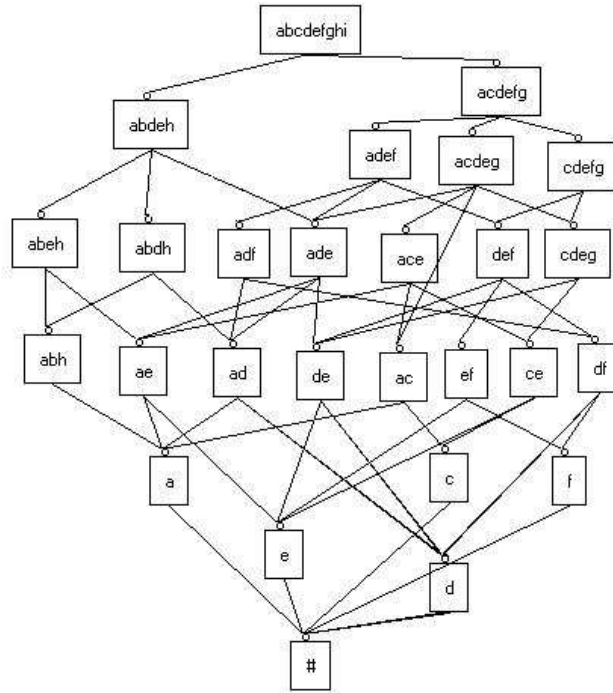 abcdefghi
acdefg
abdeh
adef acdeg cdefg
abeh abdh adf ade ace def cdeg
abh ae ad de ac ef ce df
a c f
e d
#